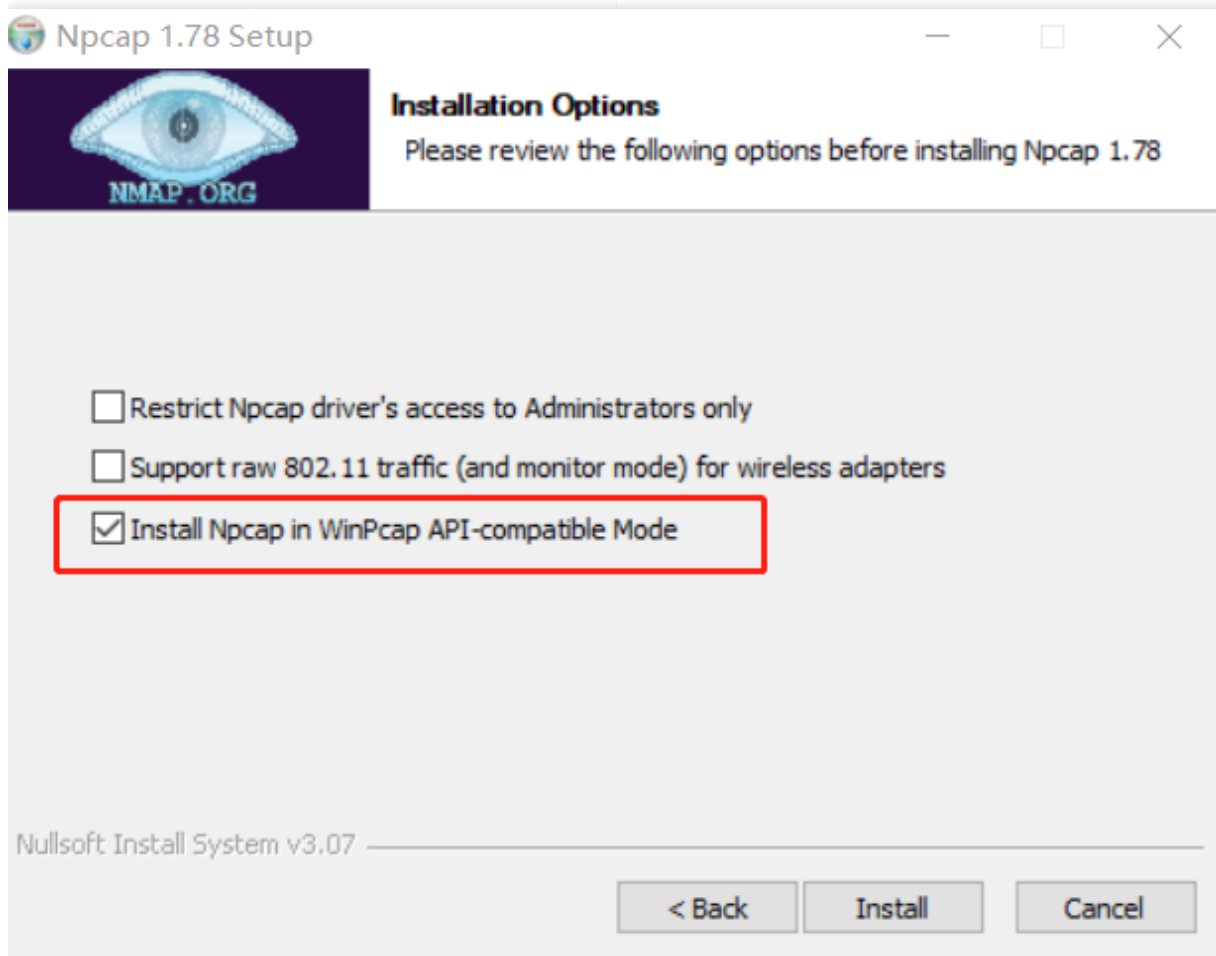 Npcap 1.78 Setup
NMAP.ORG
Installation Options
Please review the following options before installing Npcap 1.78
Restrict Npcap driver's access to Administrators only
Support raw 802.11 traffic (and monitor mode) for wireless adapters
Install Npcap in WinPcap API-compatible Mode
Nullsoft Install System v3.07
< Back
Install
Cancel